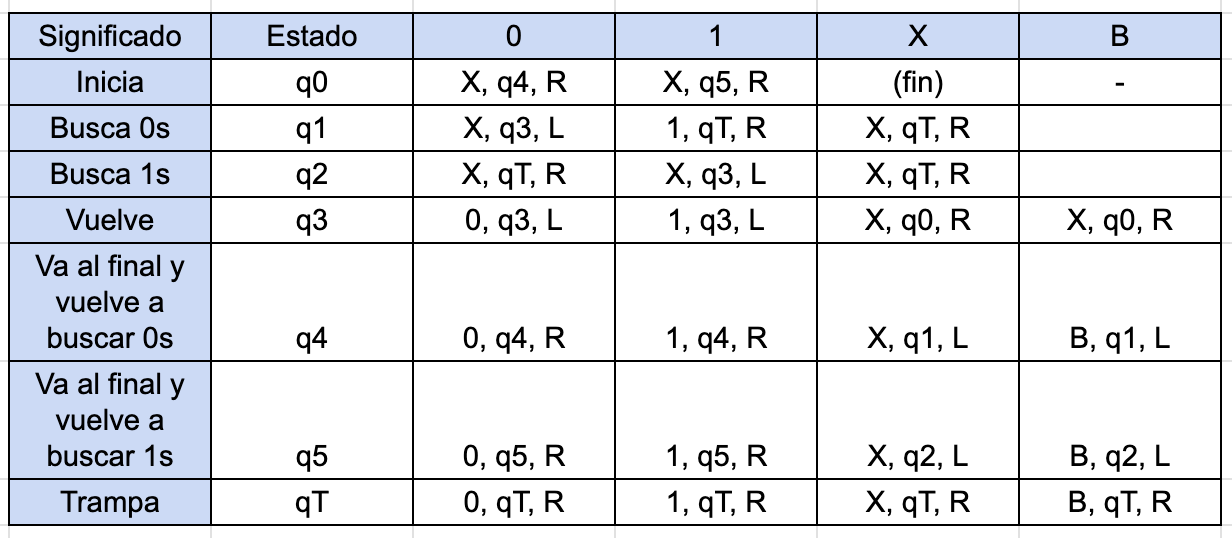 Significado Estado 0 1 X B
Inicia q0 X, q4, R X, q5, R (fin) -
Busca 0s q1 X, q3, L 1, qT, R X, qT, R
Busca 1s q2 X, qT, R X, q3, L X, qT, R
Vuelve q3 0, q3, L 1, q3, L X, q0, R X, q0, R
Va al final y
vuelve a
buscar 0s q4 0, q4, R 1, q4, R X, q1, L B, q1, L
Va al final y
vuelve a
buscar 1s q5 0, q5, R 1, q5, R X, q2, L B, q2, L
Trampa qT 0, qT, R 1, qT, R X, qT, R B, qT, R